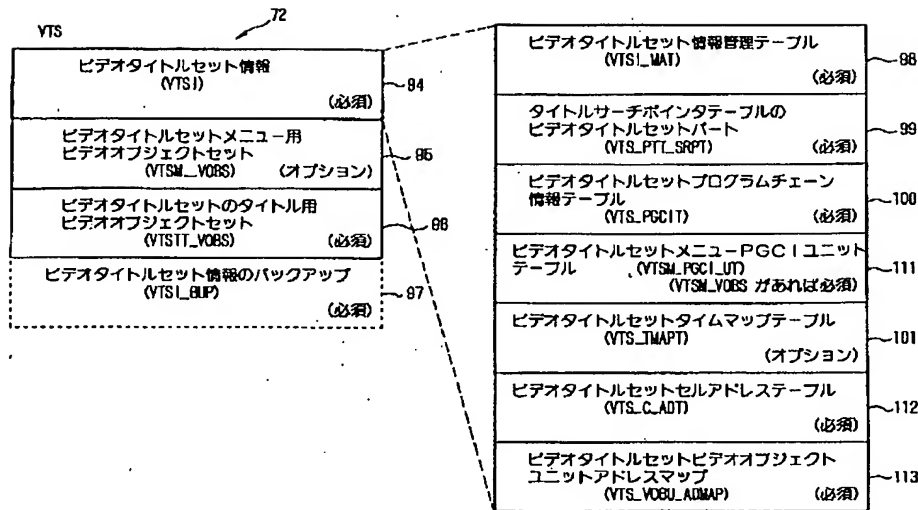 VTS
72
ビデオタイトルセット情報
(VTSI)
(必須)
94
ビデオタイトルセットメニュー用
ビデオオブジェクトセット
(VTSM_VOBS) (オプション)
95
ビデオタイトルセットのタイトル用
ビデオオブジェクトセット
(VTSTT_VOBS) (必須)
96
ビデオタイトルセット情報のバックアップ
(VTSI_BUP)
(必須)
97
ビデオタイトルセット情報管理テーブル
(VTSI_MAT)
(必須)
98
タイトルサーチポインタテーブルの
ビデオタイトルセットパート
(VTS_PTT_SRPT) (必須)
99
ビデオタイトルセットプログラムチェーン
情報テーブル
(VTS_PGCIT) (必須)
100
ビデオタイトルセットメニューPGCIユニット
テーブル (VTSM_PGCI_UT)
(VTSM_VOBS があれば必須)
111
ビデオタイトルセットタイムマップテーブル
(VTS_TMAPT)
(オプション)
101
ビデオタイトルセットセルアドレステーブル
(VTS_C_ADT)
(必須)
112
ビデオタイトルセットビデオオブジェクト
ユニットアドレスマップ
(VTS_VOBU_ADMAP) (必須)
113